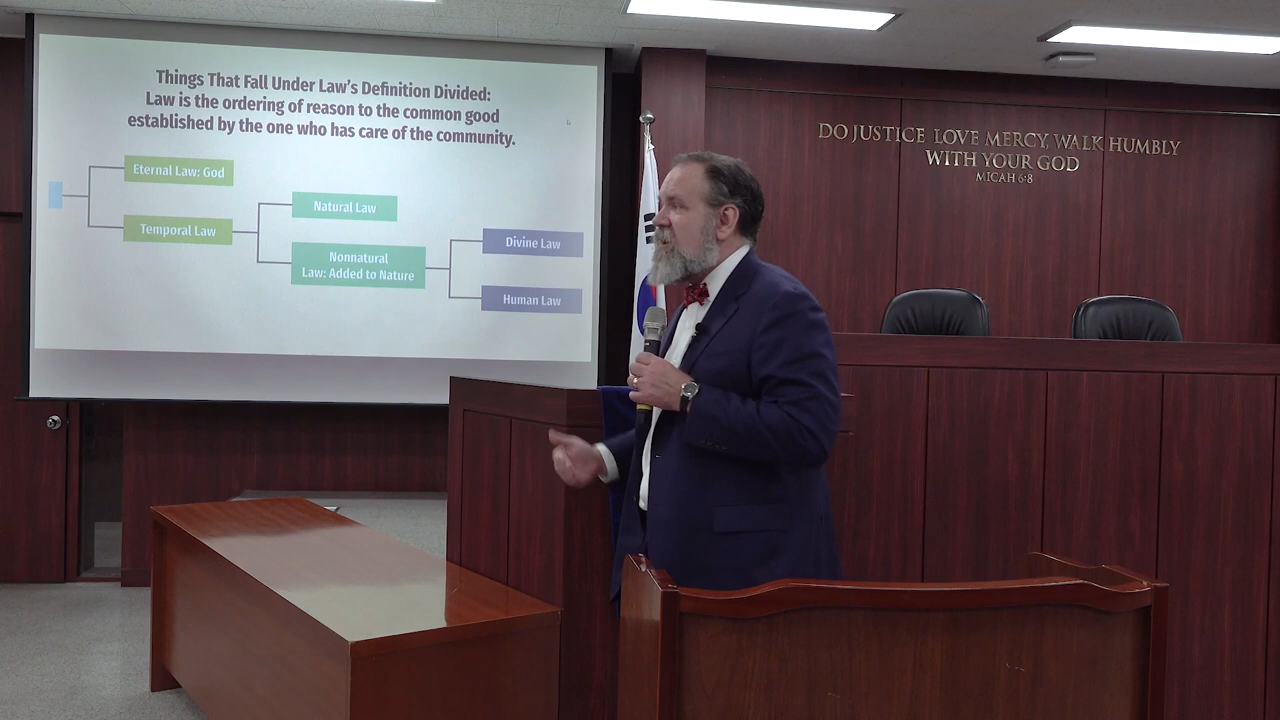 Things That Fall Under Law's Definition Divided:
Law is the ordering of reason to the common good
established by the one who has care of the community.
Eternal Law: God
Temporal Law
Natural Law
Nonnatural
Law: Added to Nature
Divine Law
Human Law
DO JUSTICE LOVE MERCY, WALK HUMBLY
WITH YOUR GOD
MICAH 6:8